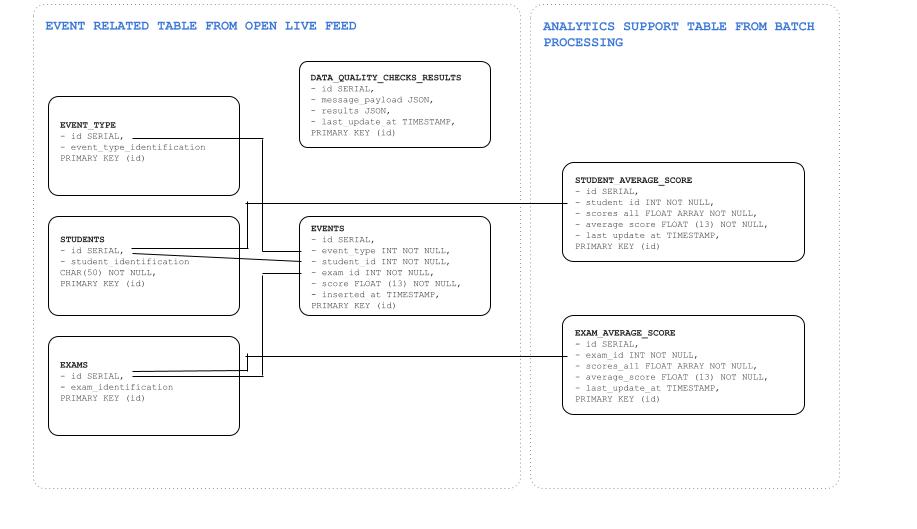 EVENT RELATED TABLE FROM OPEN LIVE FEED
DATA_QUALITY_CHECKS_RESULTS
- id SERIAL,
- message_payload JSON,
- results JSON,
- last_update at TIMESTAMP,
PRIMARY KEY (id)
EVENT_TYPE
- id SERIAL,
- event_type_identification
PRIMARY KEY (id)
STUDENTS
- id SERIAL,
- student identification
CHAR(50) NOT NULL,
PRIMARY KEY (id)
EVENTS
- id SERIAL,
- event_type INT NOT NULL,
- student id INT NOT NULL,
- exam id INT NOT NULL,
- score FLOAT (13) NOT NULL,
- inserted at TIMESTAMP,
PRIMARY KEY (id)
EXAMS
- id SERIAL,
- exam_identification
PRIMARY KEY (id)
ANALYTICS SUPPORT TABLE FROM BATCH
PROCESSING
STUDENT AVERAGE_SCORE
- id SERIAL,
- student id INT NOT NULL,
- scores all FLOAT ARRAY NOT NULL,
- average score FLOAT (13) NOT NULL,
- last update at TIMESTAMP,
PRIMARY KEY (id)
EXAM_AVERAGE_SCORE
- id SERIAL,
- exam_id INT NOT NULL,
- scores_all FLOAT ARRAY NOT NULL,
- average_score FLOAT (13) NOT NULL,
- last_update_at TIMESTAMP,
PRIMARY KEY (id)